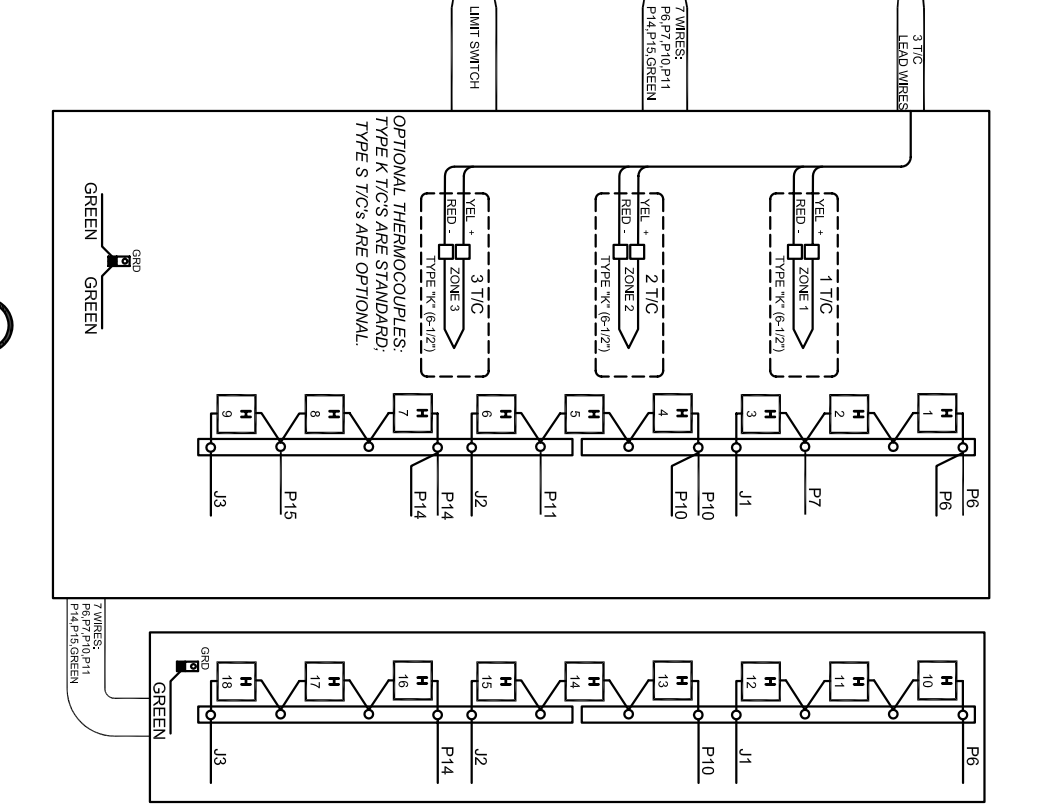 LIMIT SWITCH
7 WIRES:
P6,P7,P10,P11
P14,P15,GREEN
3 T/C
LEAD WIRES
OPTIONAL THERMOCOUPLES:
TYPE K T/C'S ARE STANDARD;
TYPE S T/C's ARE OPTIONAL.
YEL +
RED -
3 T/C
ZONE 3
TYPE "K" (6-1/2")
YEL +
RED -
2 T/C
ZONE 2
TYPE "K" (6-1/2")
YEL +
RED -
1 T/C
ZONE 1
TYPE "K" (6-1/2")
GREEN
GRD
GREEN
H 9
H 8
H 7
H 6
H 5
H 4
H 3
H 2
H 1
J3
P15
P14
P14
J2
P11
P10
P10
J1
P7
P6
P6
7 WIRES:
P6,P7,P10,P11
P14,P15,GREEN
GRD
GREEN
H 18
H 17
H 16
H 15
H 14
H 13
H 12
H 11
H 10
J3
P14
J2
P10
J1
P6